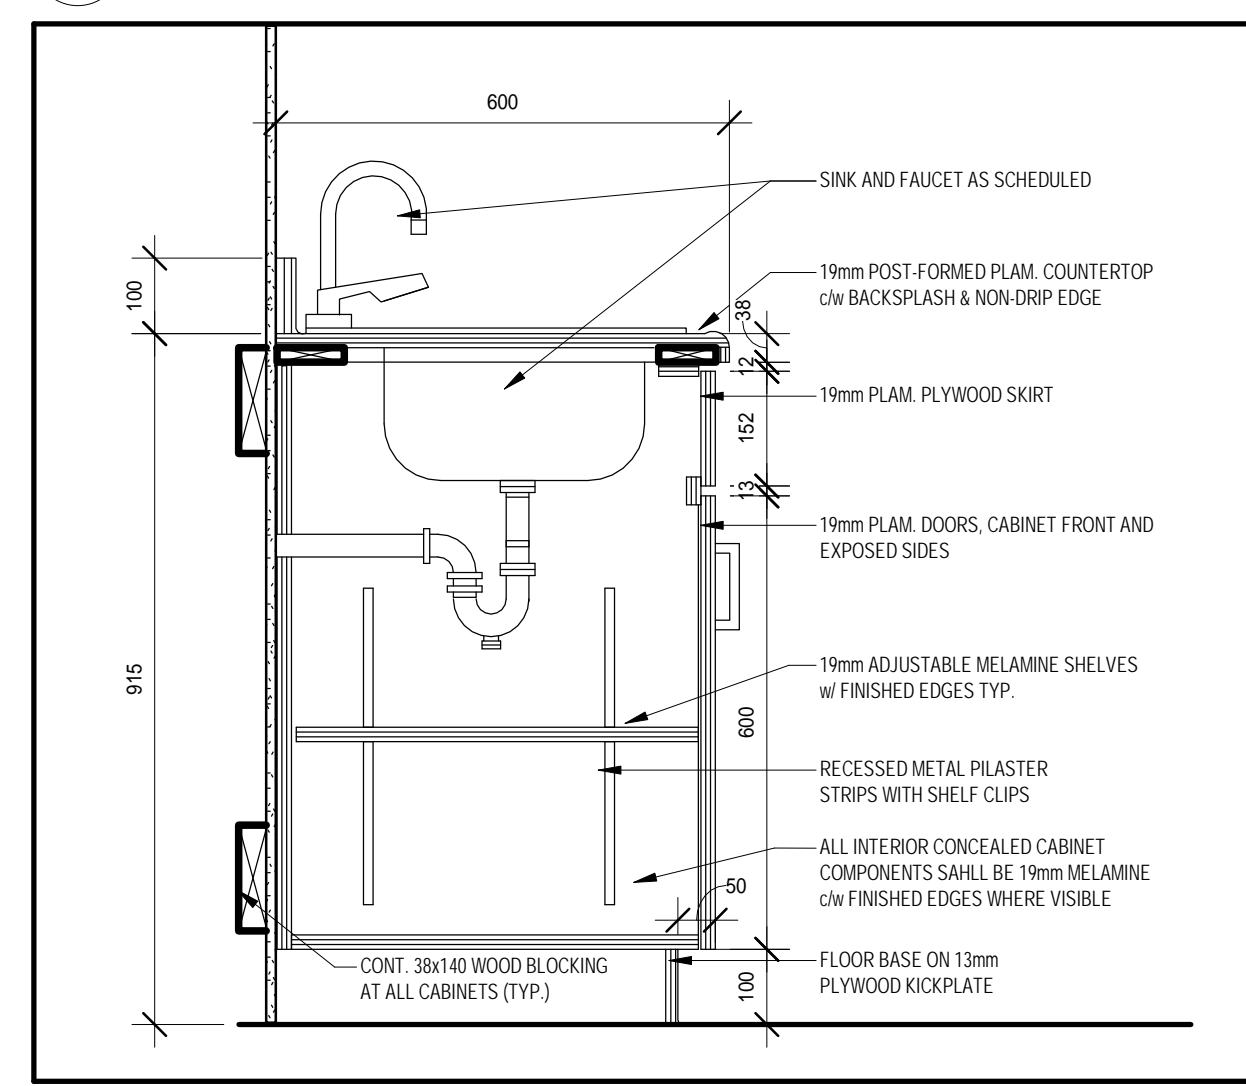 600
SINK AND FAUCET AS SCHEDULED
19mm POST-FORMED PLAM. COUNTERTOP
c/w BACKSPLASH & NON-DRIP EDGE
100
38
12
19mm PLAM. PLYWOOD SKIRT
152
13
19mm PLAM. DOORS, CABINET FRONT AND
EXPOSED SIDES
915
19mm ADJUSTABLE MELAMINE SHELVES
w/ FINISHED EDGES TYP.
600
RECESSED METAL PILASTER
STRIPS WITH SHELF CLIPS
ALL INTERIOR CONCEALED CABINET
COMPONENTS SAHLL BE 19mm MELAMINE
c/w FINISHED EDGES WHERE VISIBLE
50
CONT. 38x140 WOOD BLOCKING
AT ALL CABINETS (TYP.)
FLOOR BASE ON 13mm
PLYWOOD KICKPLATE
100